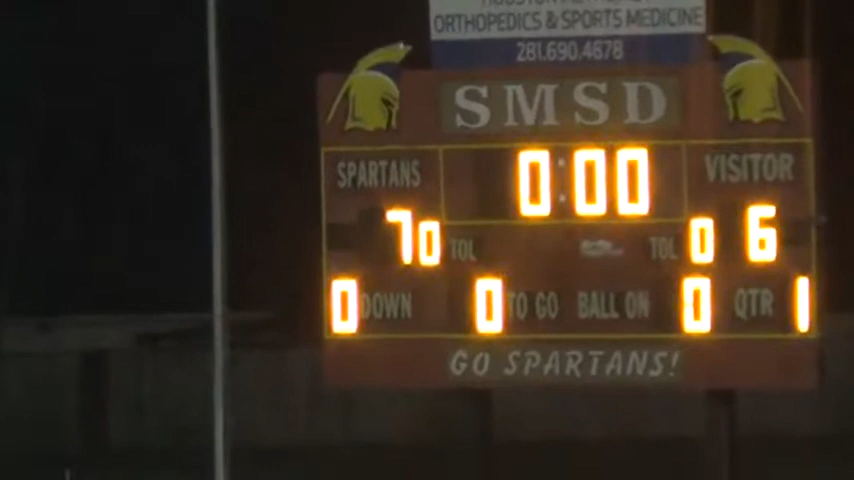 ORTHOPEDICS & SPORTS MEDICINE
281.690.4678
SMSD
SPARTANS 0:00 VISITOR
7 0 TOL TOL 0 6
0 DOWN 0 TO GO BALL ON 0 QTR 1
GO SPARTANS!